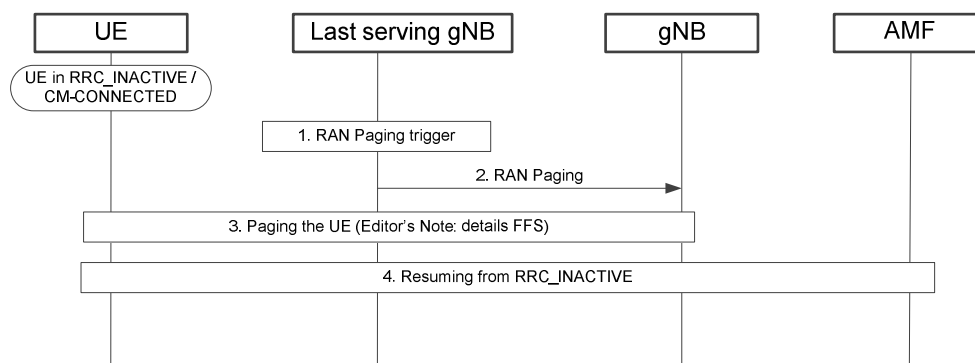 UE
Last serving gNB
gNB
AMF
UE in RRC_INACTIVE /
CM-CONNECTED
1. RAN Paging trigger
2. RAN Paging
3. Paging the UE (Editor's Note: details FFS)
4. Resuming from RRC_INACTIVE